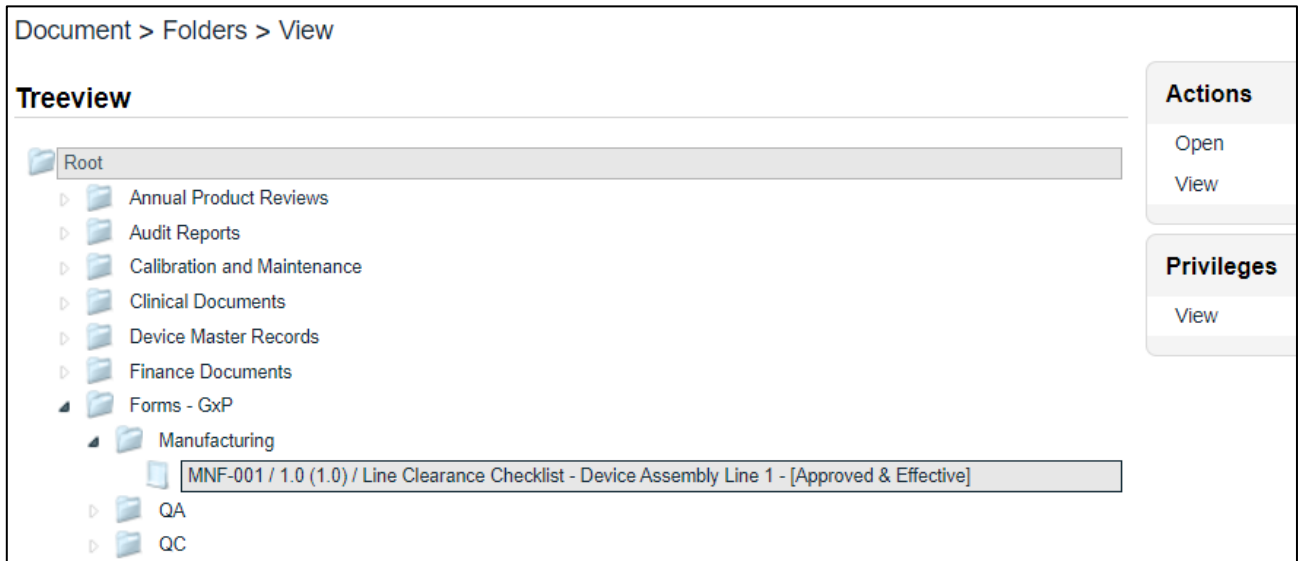 Document > Folders > View
Treeview
Root
Annual Product Reviews
Audit Reports
Calibration and Maintenance
Clinical Documents
Device Master Records
Finance Documents
Forms - GxP
Manufacturing
MNF-001 / 1.0 (1.0) / Line Clearance Checklist - Device Assembly Line 1 - [Approved & Effective]
QA
QC
Actions
Open
View
Privileges
View